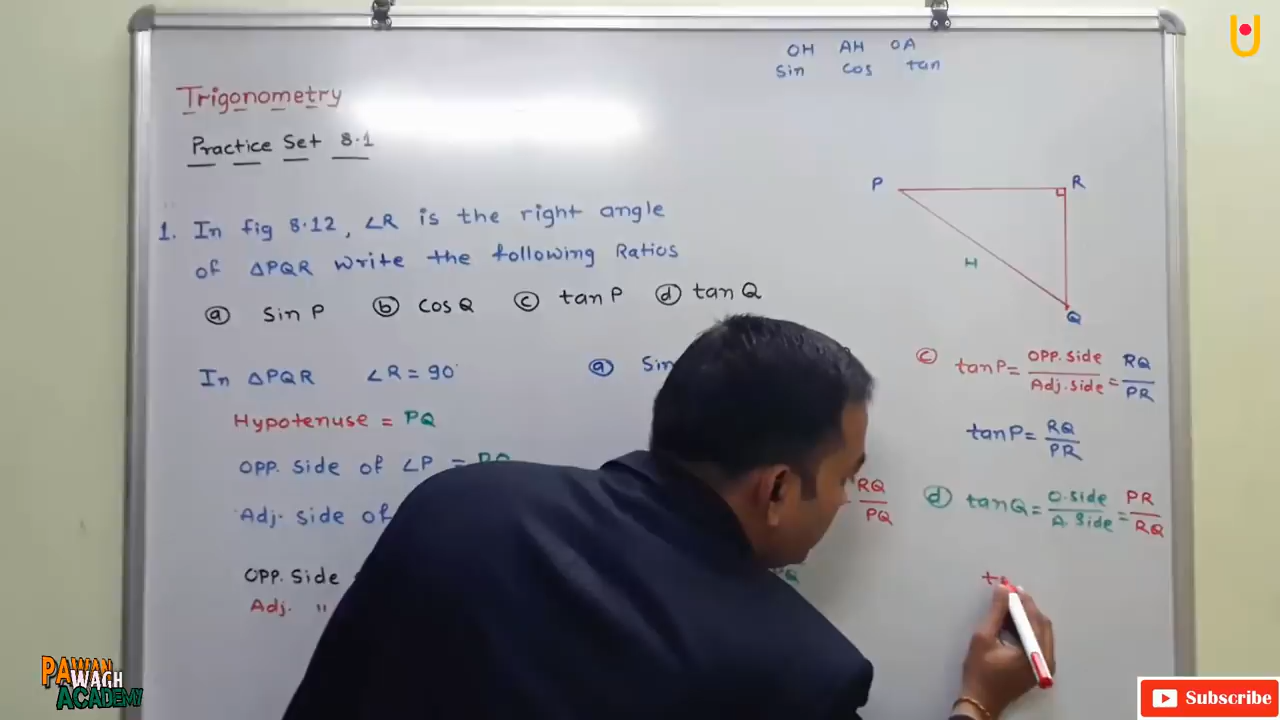 OH AH OA
Sin Cos tan
Trigonometry
Practice Set 8.1
1. In fig 8.12, ∠R is the right angle
of ΔPQR write the following Ratios
ⓐ Sin P ⓑ Cos Q ⓒ tan P ⓓ tan Q
P R
H
Q
In ΔPQR ∠R = 90°
Hypotenuse = PQ
OPP. side of ∠P =
Adj. side of
OPP. Side
Adj. "
ⓐ Sin
RQ
PQ
ⓒ tanP = OPP. side / Adj. side = RQ / PR
tanP = RQ / PR
ⓓ tanQ = O. side / A side = PR / RQ
PAWAN
WAGH
ACADEMY
Subscribe